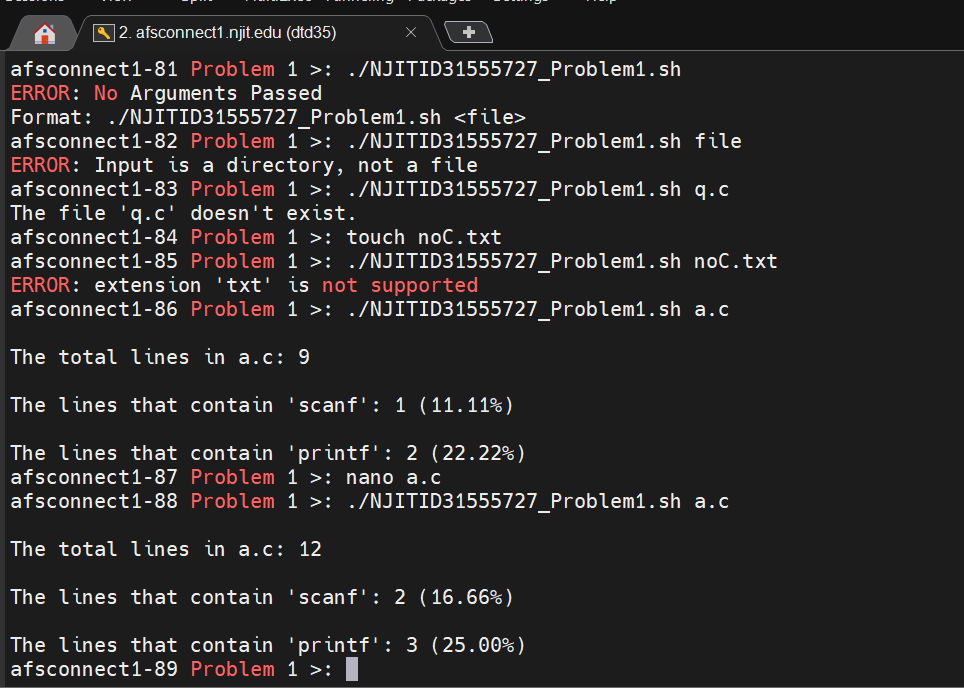 2. afsconnect1.njit.edu (dtd35)
afsconnect1-81 Problem 1 >: ./NJITID31555727_Problem1.sh
ERROR: No Arguments Passed
Format: ./NJITID31555727_Problem1.sh <file>
afsconnect1-82 Problem 1 >: ./NJITID31555727_Problem1.sh file
ERROR: Input is a directory, not a file
afsconnect1-83 Problem 1 >: ./NJITID31555727_Problem1.sh q.c
The file 'q.c' doesn't exist.
afsconnect1-84 Problem 1 >: touch noC.txt
afsconnect1-85 Problem 1 >: ./NJITID31555727_Problem1.sh noC.txt
ERROR: extension 'txt' is not supported
afsconnect1-86 Problem 1 >: ./NJITID31555727_Problem1.sh a.c
The total lines in a.c: 9
The lines that contain 'scanf': 1 (11.11%)
The lines that contain 'printf': 2 (22.22%)
afsconnect1-87 Problem 1 >: nano a.c
afsconnect1-88 Problem 1 >: ./NJITID31555727_Problem1.sh a.c
The total lines in a.c: 12
The lines that contain 'scanf': 2 (16.66%)
The lines that contain 'printf': 3 (25.00%)
afsconnect1-89 Problem 1 >: